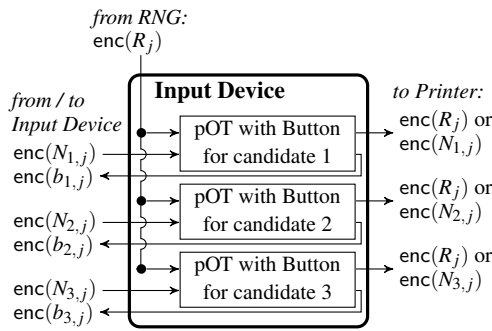 from RNG:
enc(R_j)
Input Device
from / to
Input Device
to Printer:
pOT with Button
for candidate 1
enc(N_{1,j})
enc(b_{1,j})
enc(R_j) or
enc(N_{1,j})
pOT with Button
for candidate 2
enc(N_{2,j})
enc(b_{2,j})
enc(R_j) or
enc(N_{2,j})
pOT with Button
for candidate 3
enc(N_{3,j})
enc(b_{3,j})
enc(R_j) or
enc(N_{3,j})